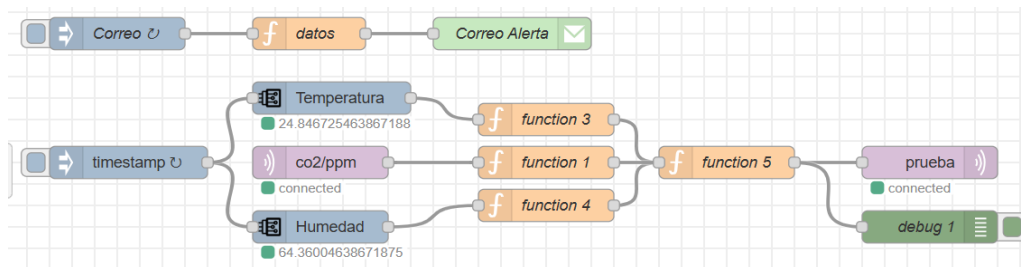 Correo ↻
datos
Correo Alerta
Temperatura
24.846725463867188
function 3
timestamp ↻
co2/ppm
connected
function 1
function 5
prueba
connected
function 4
Humedad
64.36004638671875
debug 1